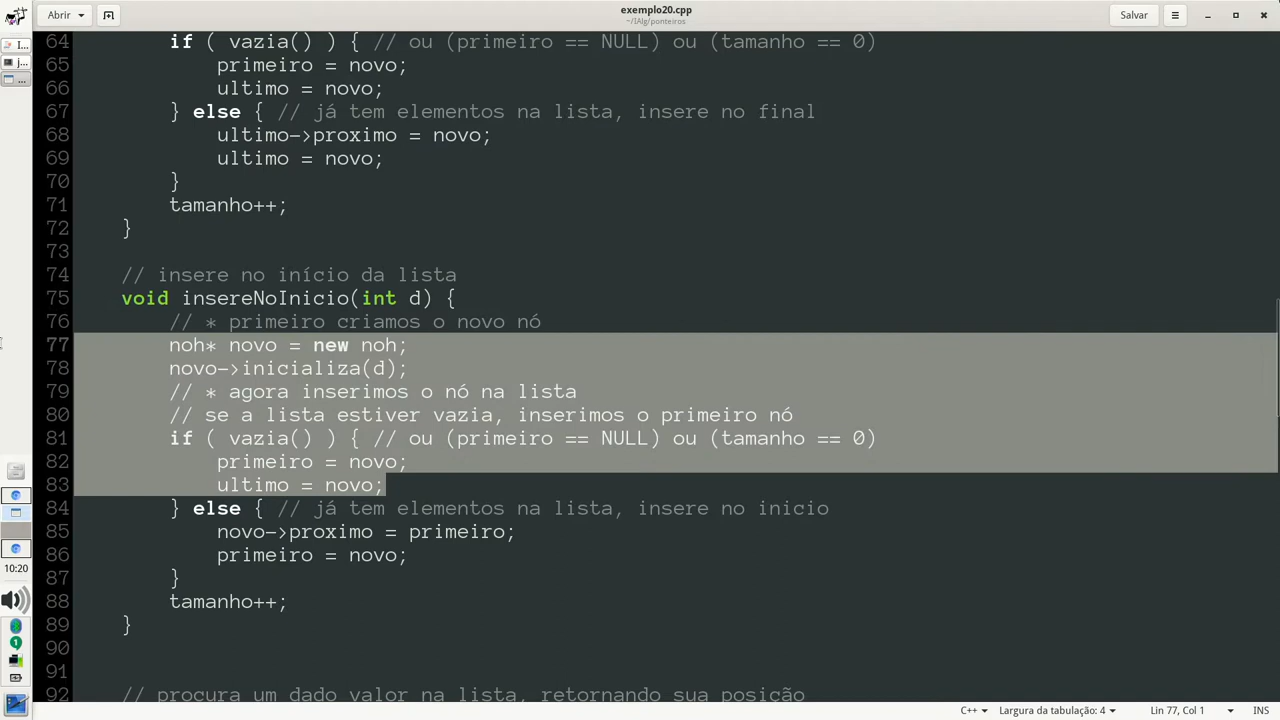 Abrir
exemplo20.cpp
~/IAlg/ponteiros
Salvar
I...
j...
...
64 if ( vazia() ) { // ou (primeiro == NULL) ou (tamanho == 0)
65 primeiro = novo;
66 ultimo = novo;
67 } else { // já tem elementos na lista, insere no final
68 ultimo->proximo = novo;
69 ultimo = novo;
70 }
71 tamanho++;
72 }
73
74 // insere no início da lista
75 void insereNoInicio(int d) {
76 // * primeiro criamos o novo nó
77 noh* novo = new noh;
78 novo->inicializa(d);
79 // * agora inserimos o nó na lista
80 // se a lista estiver vazia, inserimos o primeiro nó
81 if ( vazia() ) { // ou (primeiro == NULL) ou (tamanho == 0)
82 primeiro = novo;
83 ultimo = novo;
84 } else { // já tem elementos na lista, insere no inicio
85 novo->proximo = primeiro;
86 primeiro = novo;
87 }
88 tamanho++;
89 }
90
91
92 // procura um dado valor na lista, retornando sua posição
10:20
1
C++
Largura da tabulação: 4
Lin 77, Col 1
INS